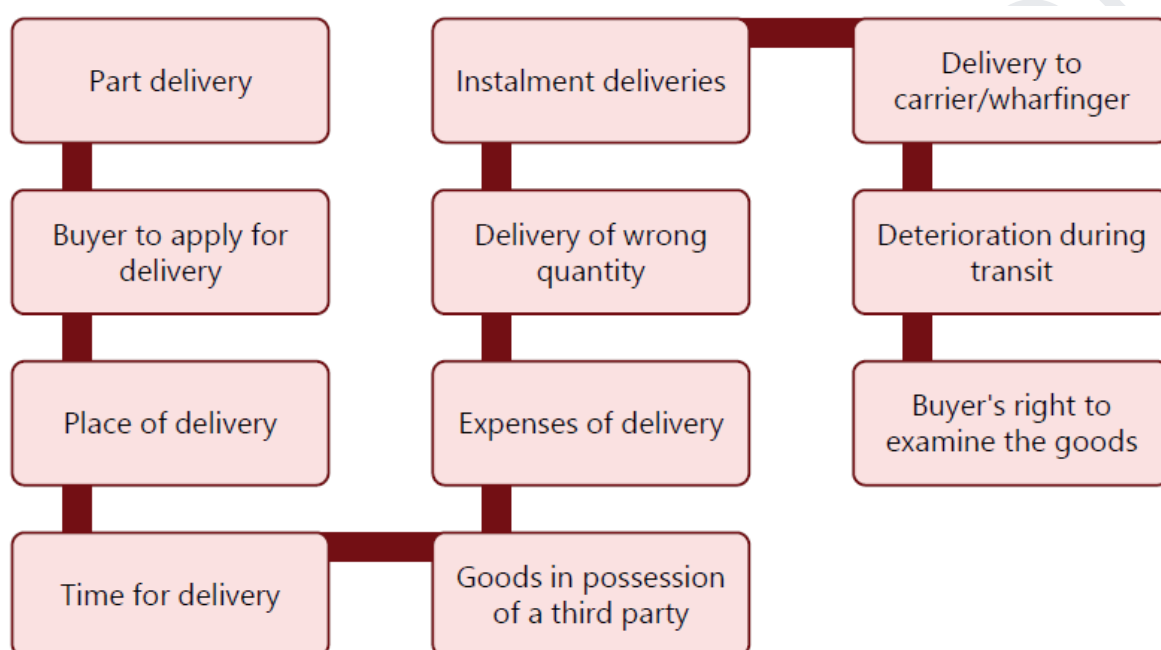 Part delivery
Buyer to apply for
delivery
Place of delivery
Time for delivery
Goods in possession
of a third party
Expenses of delivery
Delivery of wrong
quantity
Instalment deliveries
Delivery to
carrier/wharfinger
Deterioration during
transit
Buyer's right to
examine the goods